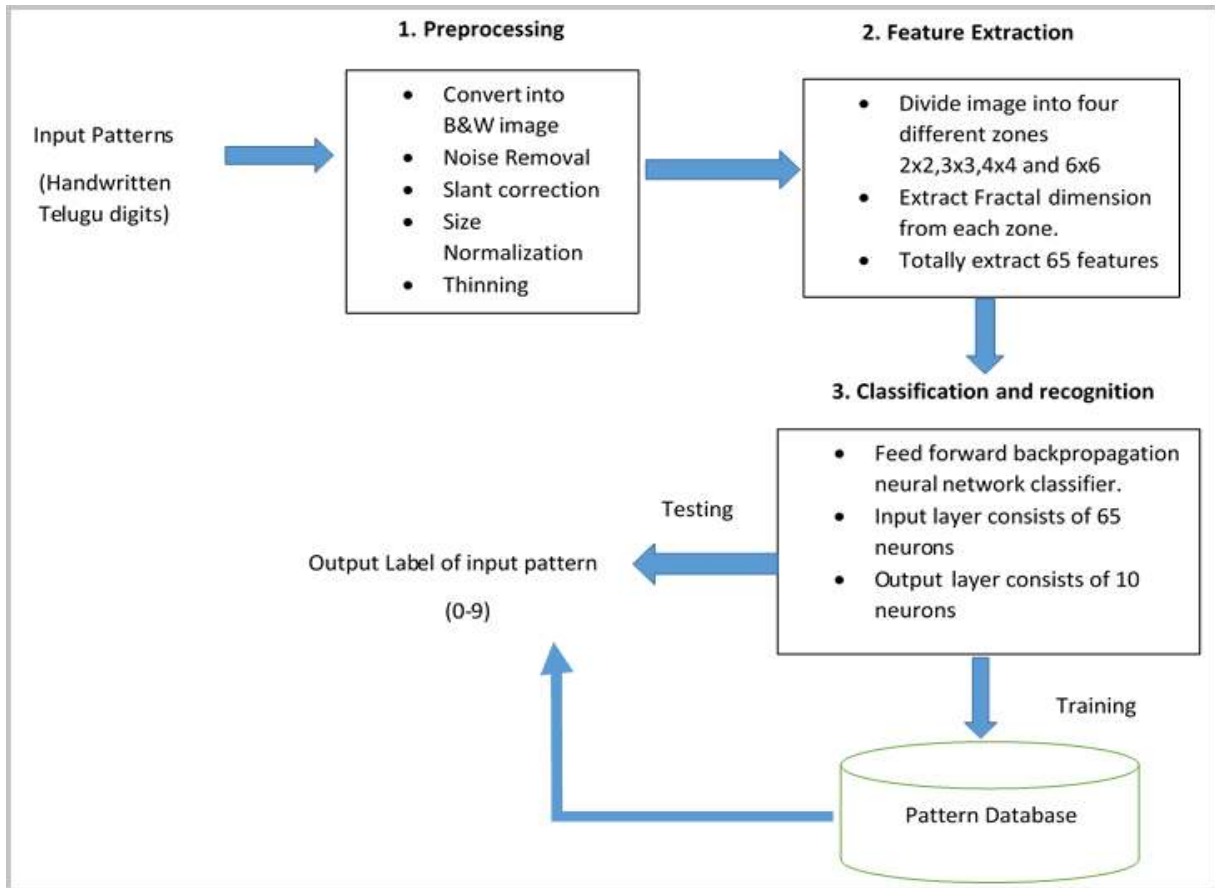 1. Preprocessing
2. Feature Extraction
Input Patterns
(Handwritten
Telugu digits)
• Convert into
B&W image
• Noise Removal
• Slant correction
• Size
Normalization
• Thinning
• Divide image into four
different zones
2x2,3x3,4x4 and 6x6
• Extract Fractal dimension
from each zone.
• Totally extract 65 features
3. Classification and recognition
• Feed forward backpropagation
neural network classifier.
• Input layer consists of 65
neurons
• Output layer consists of 10
neurons
Testing
Output Label of input pattern
(0-9)
Training
Pattern Database